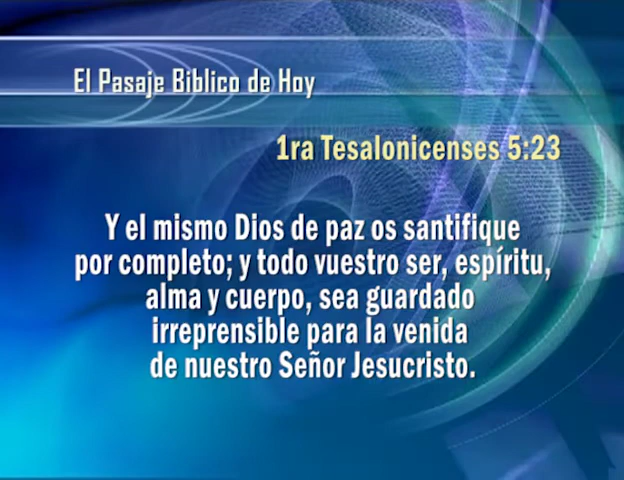 El Pasaje Biblico de Hoy
1ra Tesalonicenses 5:23
Y el mismo Dios de paz os santifique
por completo; y todo vuestro ser, espíritu,
alma y cuerpo, sea guardado
irreprensible para la venida
de nuestro Señor Jesucristo.